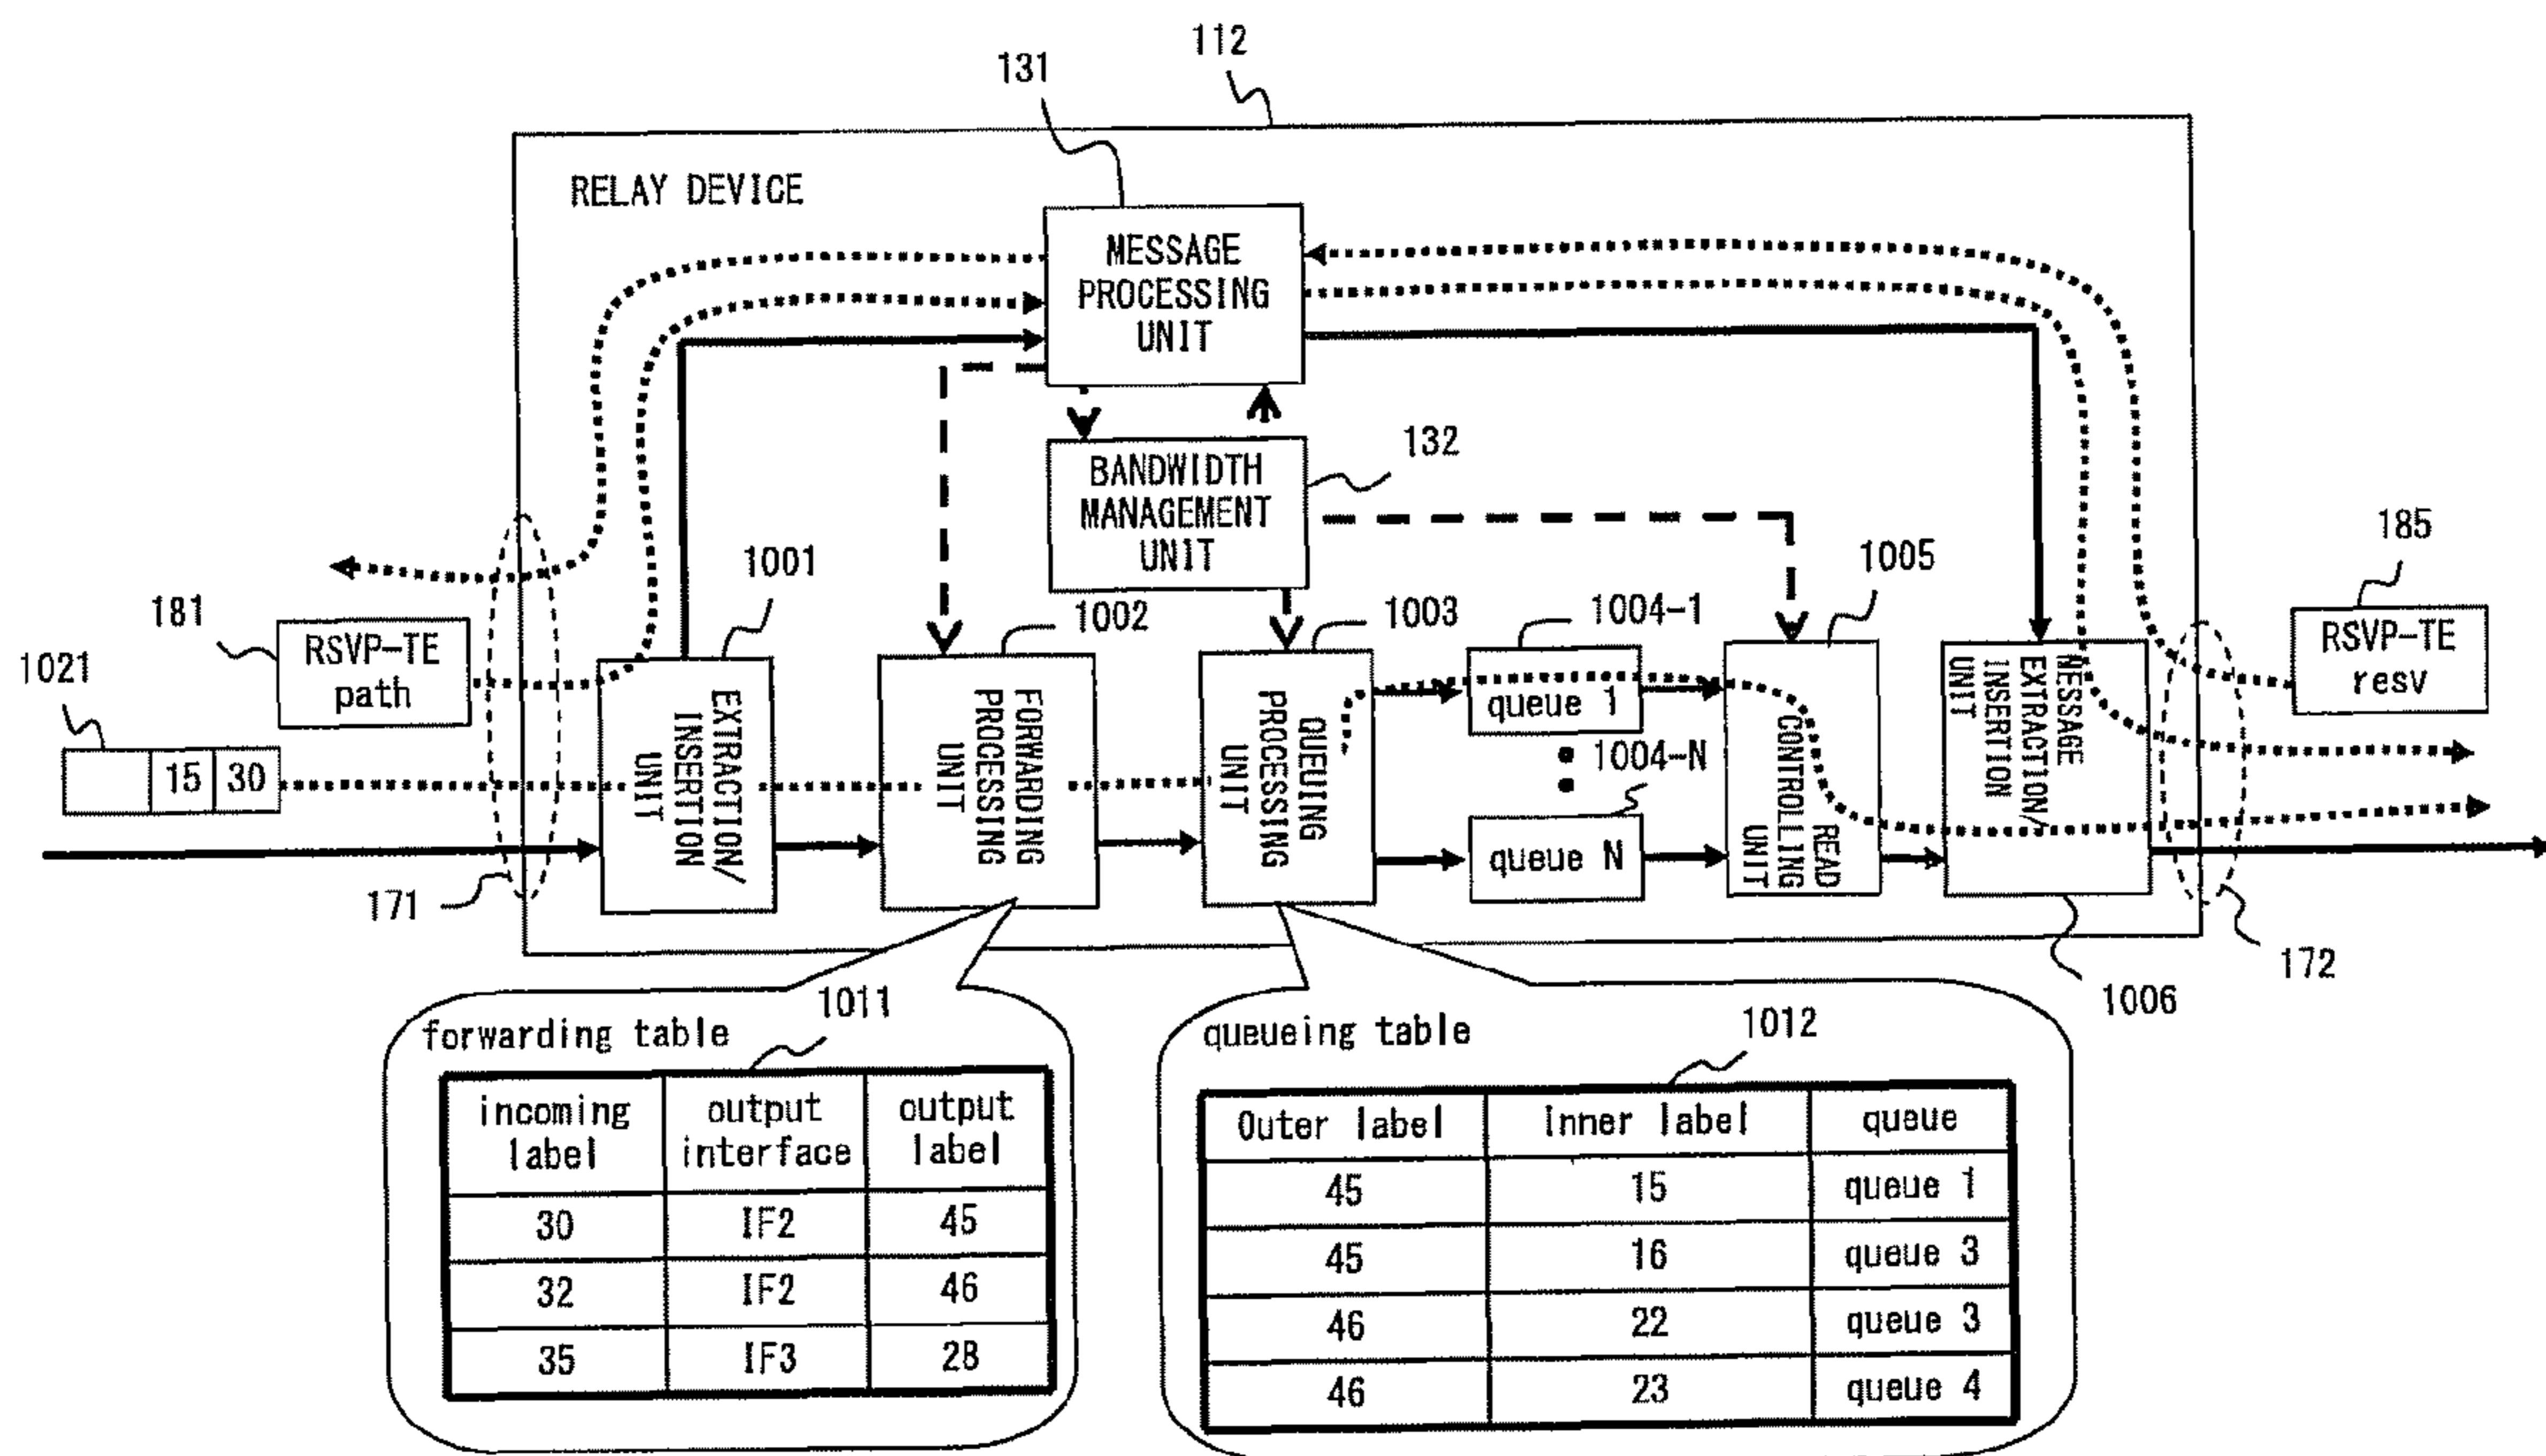 112
131
RELAY DEVICE
MESSAGE
PROCESSING
UNIT
132
BANDWIDTH
MANAGEMENT
UNIT
185
RSVP-TE
resv
181
RSVP-TE
path
1021
15 30
1001
EXTRACTION/
INSERTION
UNIT
1002
FORWARDING
PROCESSING
UNIT
1003
QUEUING
PROCESSSING
UNIT
1004-1
queue 1
1004-N
queue N
1005
READ
CONTROLLING
UNIT
MESSAGE
EXTRACTION/
INSERTION
UNIT
171
172
1006
forwarding table
1011
incoming label output interface output label
30 IF2 45
32 IF2 46
35 IF3 28
queueing table
1012
Outer label Inner label queue
45 15 queue 1
45 16 queue 3
46 22 queue 3
46 23 queue 4